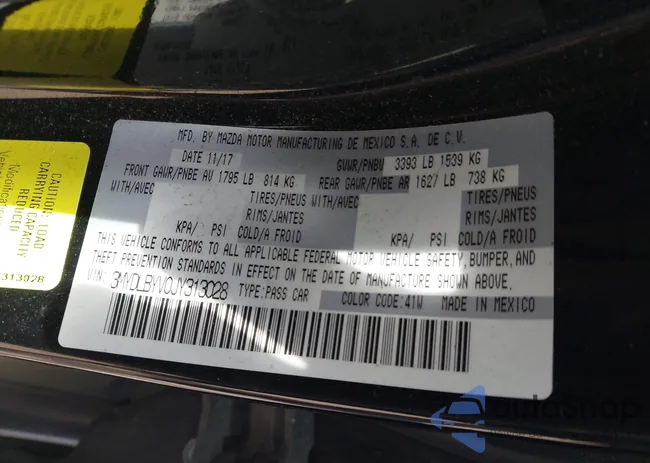 MFD. BY MAZDA MOTOR MANUFACTURING DE MEXICO S.A. DE C.V.
DATE 11/17 GVWR/PNBV 3393 LB 1539 KG
FRONT GAWR/PNBE AV 1795 LB 814 KG REAR GAWR/PNBE AR 1627 LB 738 KG
WITH/AVEC TIRES/PNEUS WITH/AVEC TIRES/PNEUS
RIMS/JANTES RIMS/JANTES
KPA/ PSI COLD/A FROID KPA/ PSI COLD/A FROID
THIS VEHICLE CONFORMS TO ALL APPLICABLE FEDERAL MOTOR VEHICLE SAFETY, BUMPER, AND
THEFT PREVENTION STANDARDS IN EFFECT ON THE DATE OF MANUFACTURE SHOWN ABOVE.
VIN: 3MYDLBYV0JY313028 TYPE:PASS CAR COLOR CODE:41W MADE IN MEXICO
CAUTION: LOAD
CARRYING CAPACITY
REDUCED
Modification
Vehicle
313028
AutoShop